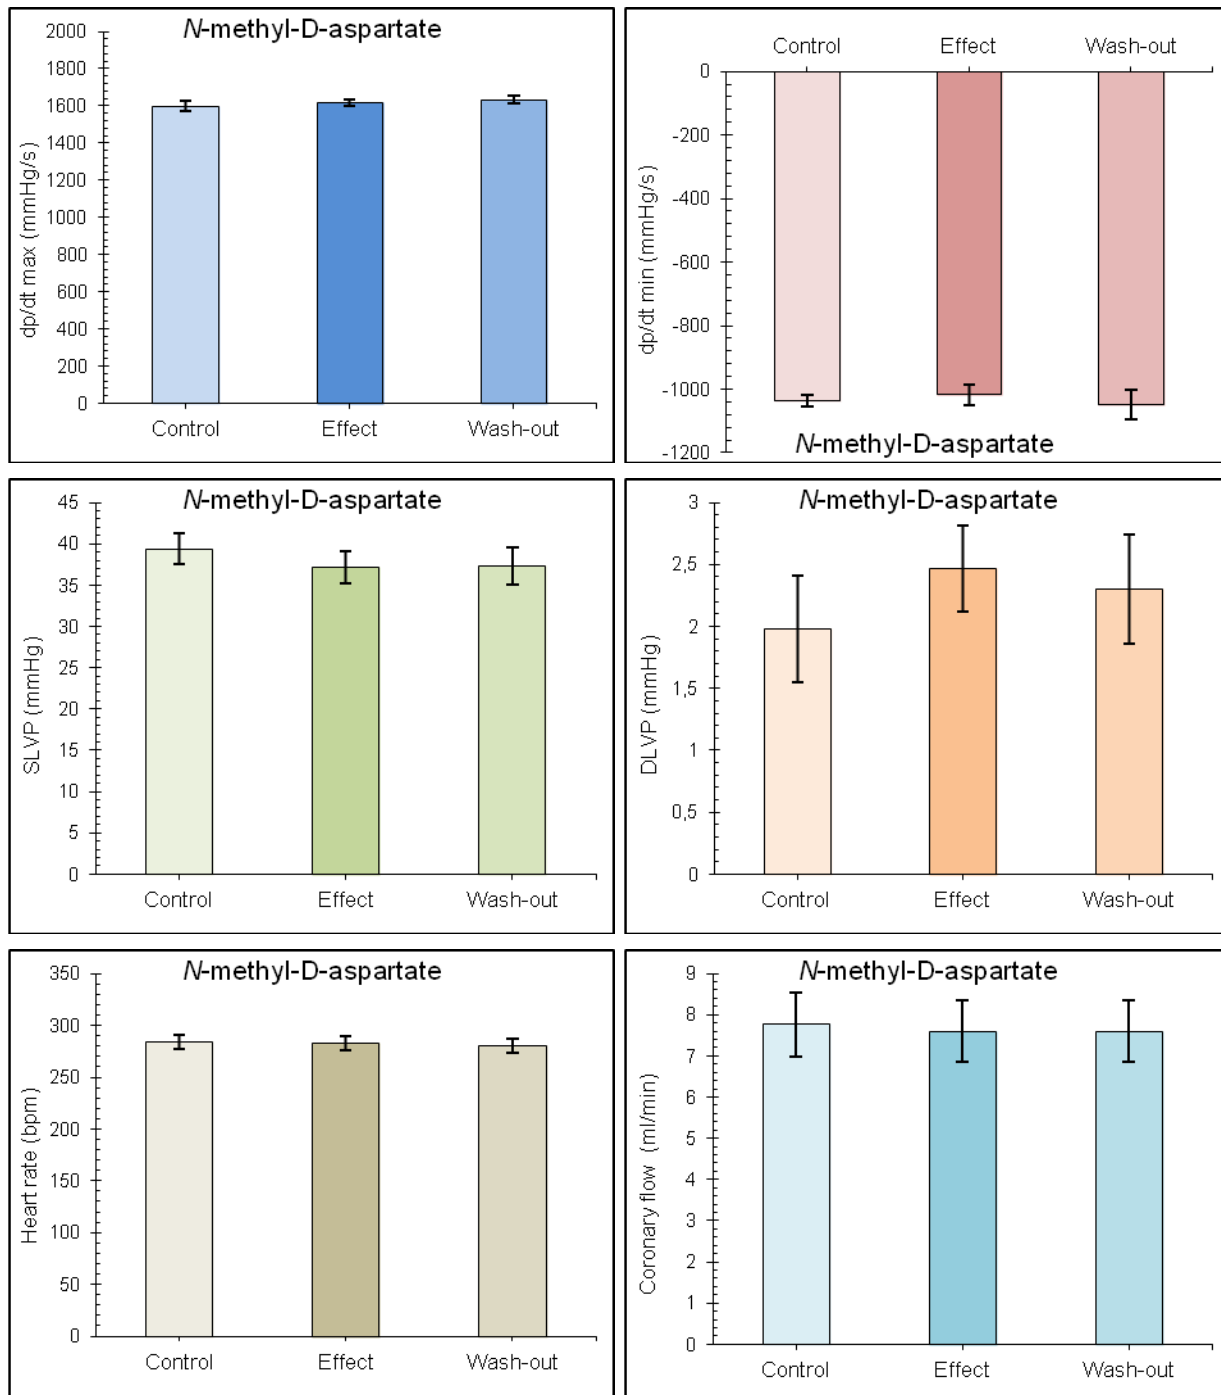 N-methyl-D-aspartate
dp/dt max (mmHg/s)
2000
1800
1600
1400
1200
1000
800
600
400
200
0
Control Effect Wash-out
Control Effect Wash-out
dp/dt min (mmHg/s)
0
-200
-400
-600
-800
-1000
-1200
N-methyl-D-aspartate
N-methyl-D-aspartate
SLVP (mmHg)
45
40
35
30
25
20
15
10
5
0
Control Effect Wash-out
N-methyl-D-aspartate
DLVP (mmHg)
3
2,5
2
1,5
1
0,5
0
Control Effect Wash-out
N-methyl-D-aspartate
Heart rate (bpm)
350
300
250
200
150
100
50
0
Control Effect Wash-out
N-methyl-D-aspartate
Coronary flow (ml/min)
9
8
7
6
5
4
3
2
1
0
Control Effect Wash-out